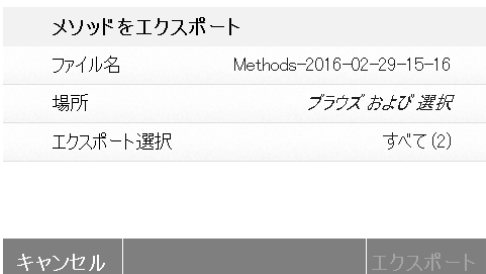 メソッドをエクスポート
ファイル名 Methods-2016-02-29-15-16
場所 ブラウズ および 選択
エクスポート選択 すべて(2)
キャンセル エクスポート